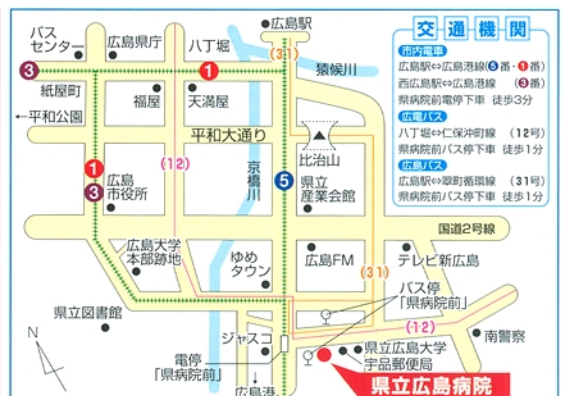 交通機関
市内電車
広島駅⇔広島港線(5番・1番)
西広島駅⇔広島港線 (3番)
県病院前電停下車 徒歩3分
広電バス
八丁堀⇔仁保沖町線 (12号)
県病院前バス停下車 徒歩1分
広島バス
広島駅⇔翠町循環線 (31号)
県病院前バス停下車 徒歩1分
広島駅
バス
センター
広島県庁
八丁堀
(31)
猿候川
3
1
紙屋町
福屋
天満屋
←平和公園
平和大通り
(12)
比治山
京橋川
1
3
広島
市役所
5
県立
産業会館
国道2号線
広島大学
本部跡地
ゆめ
タウン
広島FM
テレビ新広島
(31)
バス停
「県病院前」
県立図書館
(12)
ジャスコ
南警察
N
電停
「県病院前」
県立広島大学
宇品郵便局
県立広島病院
↓広島港